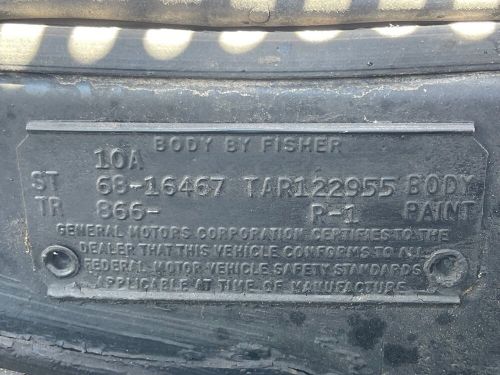 BODY BY FISHER
10A
ST 68-16467 TAR122955 BODY
TR 866- R-1 PAINT
GENERAL MOTORS CORPORATION CERTIFIES TO THE
DEALER THAT THIS VEHICLE CONFORMS TO ALL
FEDERAL MOTOR VEHICLE SAFETY STANDARDS
APPLICABLE AT TIME OF MANUFACTURE